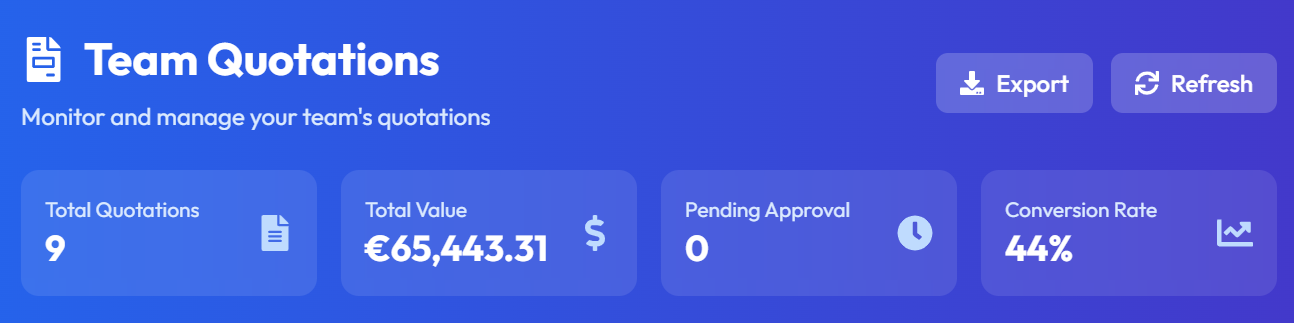 Team Quotations
Monitor and manage your team's quotations
Export
Refresh
Total Quotations
9
Total Value
€65,443.31
Pending Approval
0
Conversion Rate
44%